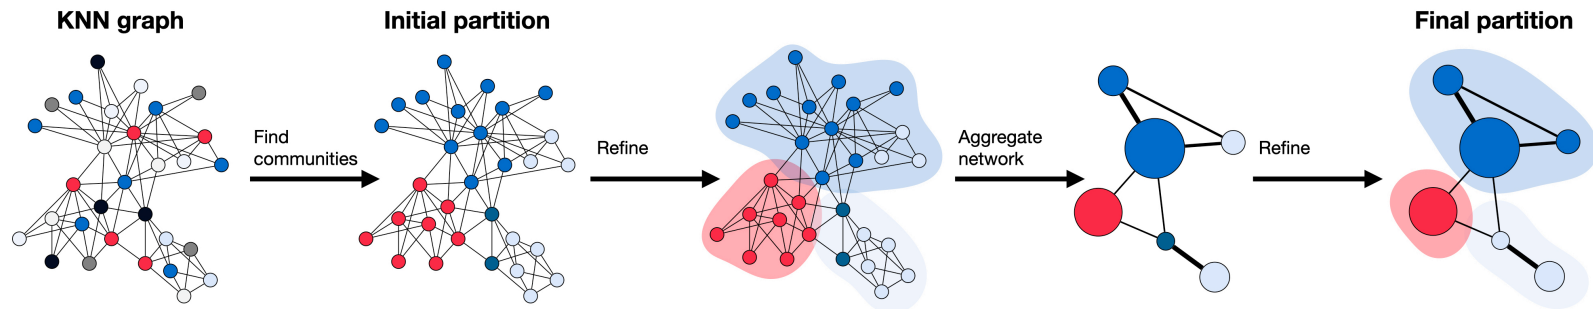 KNN graph
Initial partition
Final partition
Find
communities
Refine
Aggregate
network
Refine